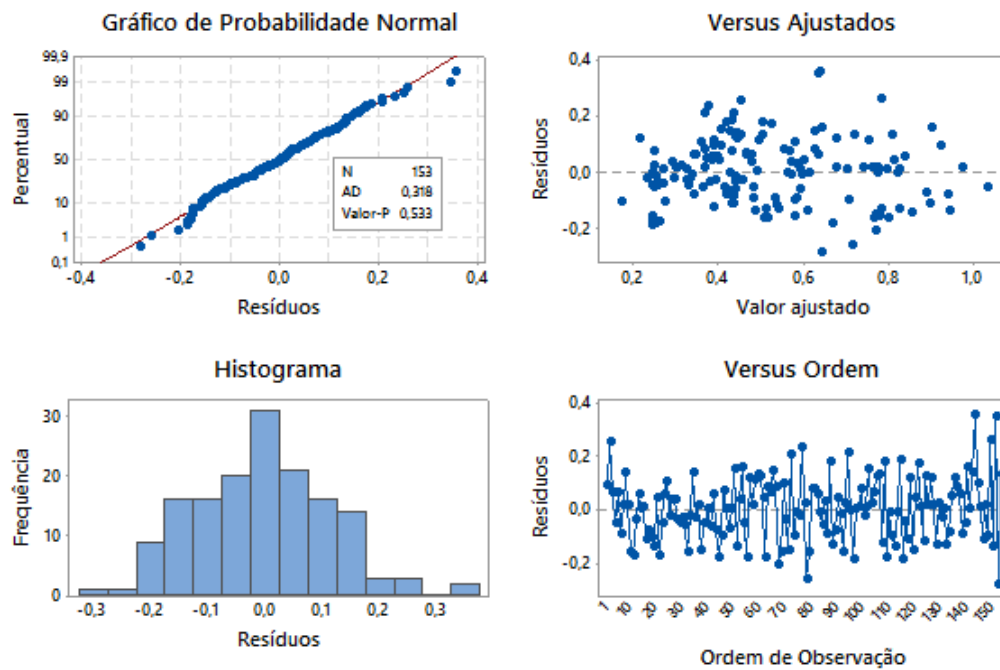 Gráfico de Probabilidade Normal
Percentual
99,9
99
90
50
10
1
0,1
N 153
AD 0,318
Valor-P 0,533
-0,4 -0,2 0,0 0,2 0,4
Resíduos
Versus Ajustados
Resíduos
0,4
0,2
0,0
-0,2
0,2 0,4 0,6 0,8 1,0
Valor ajustado
Histograma
Frequência
30
20
10
0
-0,3 -0,2 -0,1 0,0 0,1 0,2 0,3
Resíduos
Versus Ordem
Resíduos
0,4
0,2
0,0
-0,2
1 10 20 30 40 50 60 70 80 90 100 110 120 130 140 150
Ordem de Observação